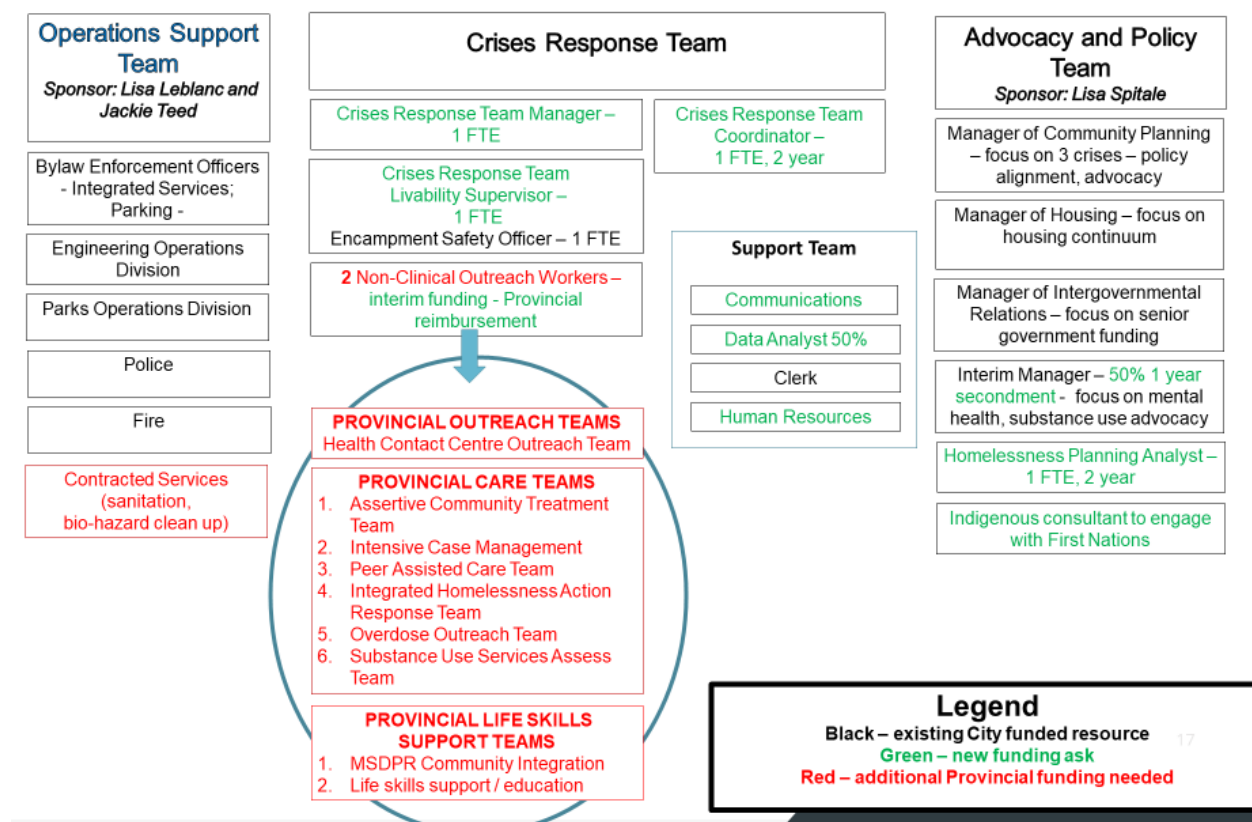 Operations Support
Team
Sponsor: Lisa Leblanc and
Jackie Teed
Bylaw Enforcement Officers
- Integrated Services;
Parking -
Engineering Operations
Division
Parks Operations Division
Police
Fire
Contracted Services
(sanitation,
bio-hazard clean up)
Crises Response Team
Crises Response Team Manager –
1 FTE
Crises Response Team
Coordinator –
1 FTE, 2 year
Crises Response Team
Livability Supervisor –
1 FTE
Encampment Safety Officer – 1 FTE
2 Non-Clinical Outreach Workers –
interim funding - Provincial
reimbursement
Support Team
Communications
Data Analyst 50%
Clerk
Human Resources
PROVINCIAL OUTREACH TEAMS
Health Contact Centre Outreach Team
PROVINCIAL CARE TEAMS
1. Assertive Community Treatment
Team
2. Intensive Case Management
3. Peer Assisted Care Team
4. Integrated Homelessness Action
Response Team
5. Overdose Outreach Team
6. Substance Use Services Assess
Team
PROVINCIAL LIFE SKILLS
SUPPORT TEAMS
1. MSDPR Community Integration
2. Life skills support / education
Advocacy and Policy
Team
Sponsor: Lisa Spitale
Manager of Community Planning
– focus on 3 crises – policy
alignment, advocacy
Manager of Housing – focus on
housing continuum
Manager of Intergovernmental
Relations – focus on senior
government funding
Interim Manager – 50% 1 year
secondment - focus on mental
health, substance use advocacy
Homelessness Planning Analyst –
1 FTE, 2 year
Indigenous consultant to engage
with First Nations
Legend
Black – existing City funded resource
Green – new funding ask
Red – additional Provincial funding needed
17